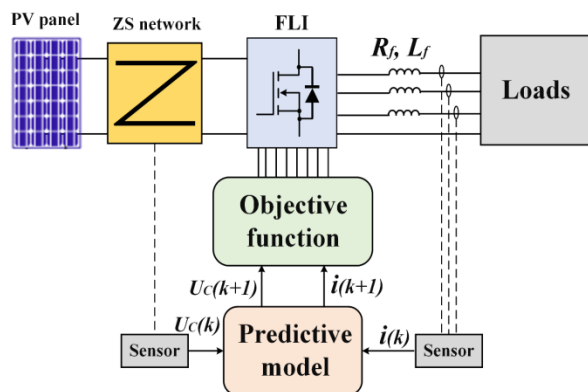 PV panel
ZS network
FLI
Rf, Lf
Loads
Objective
function
UC(k+1)
i(k+1)
UC(k)
Sensor
Predictive
model
i(k)
Sensor